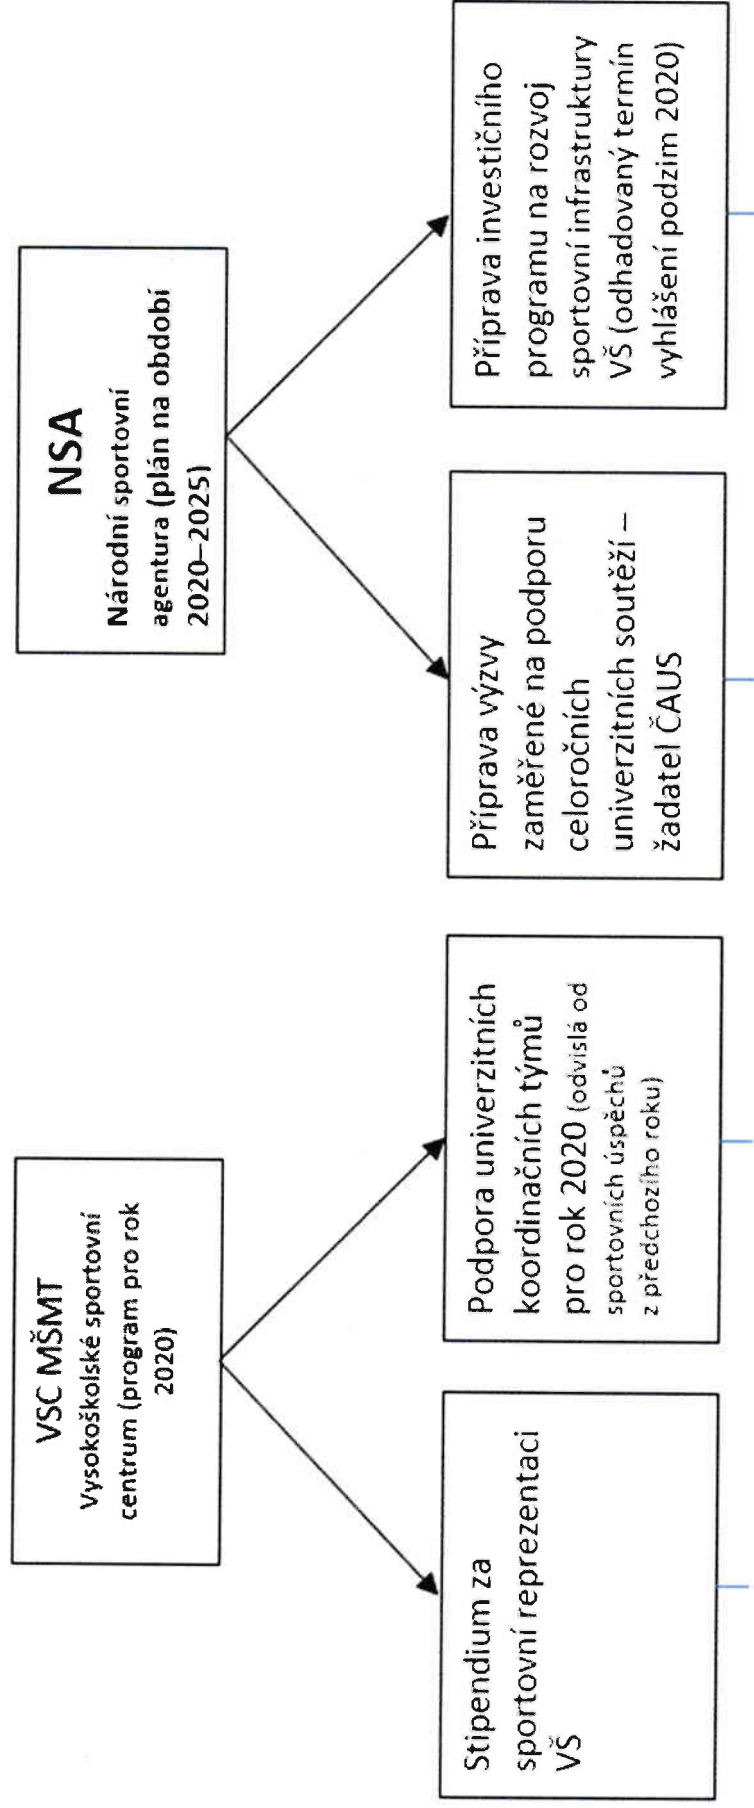 VSC MŠMT
Vysokoškolské sportovní
centrum (program pro rok
2020)
NSA
Národní sportovní
agentura (plán na období
2020–2025)
Stipendium za
sportovní reprezentaci
VŠ
Podpora univerzitních
koordinačních týmů
pro rok 2020 (odvislá od
sportovních úspěchů
z předchozího roku)
Příprava výzvy
zaměřené na podporu
celoročních
univerzitních soutěží –
žadatel ČAUS
Příprava investičního
programu na rozvoj
sportovní infrastruktury
VŠ (odhadovaný termín
vyhlášení podzim 2020)